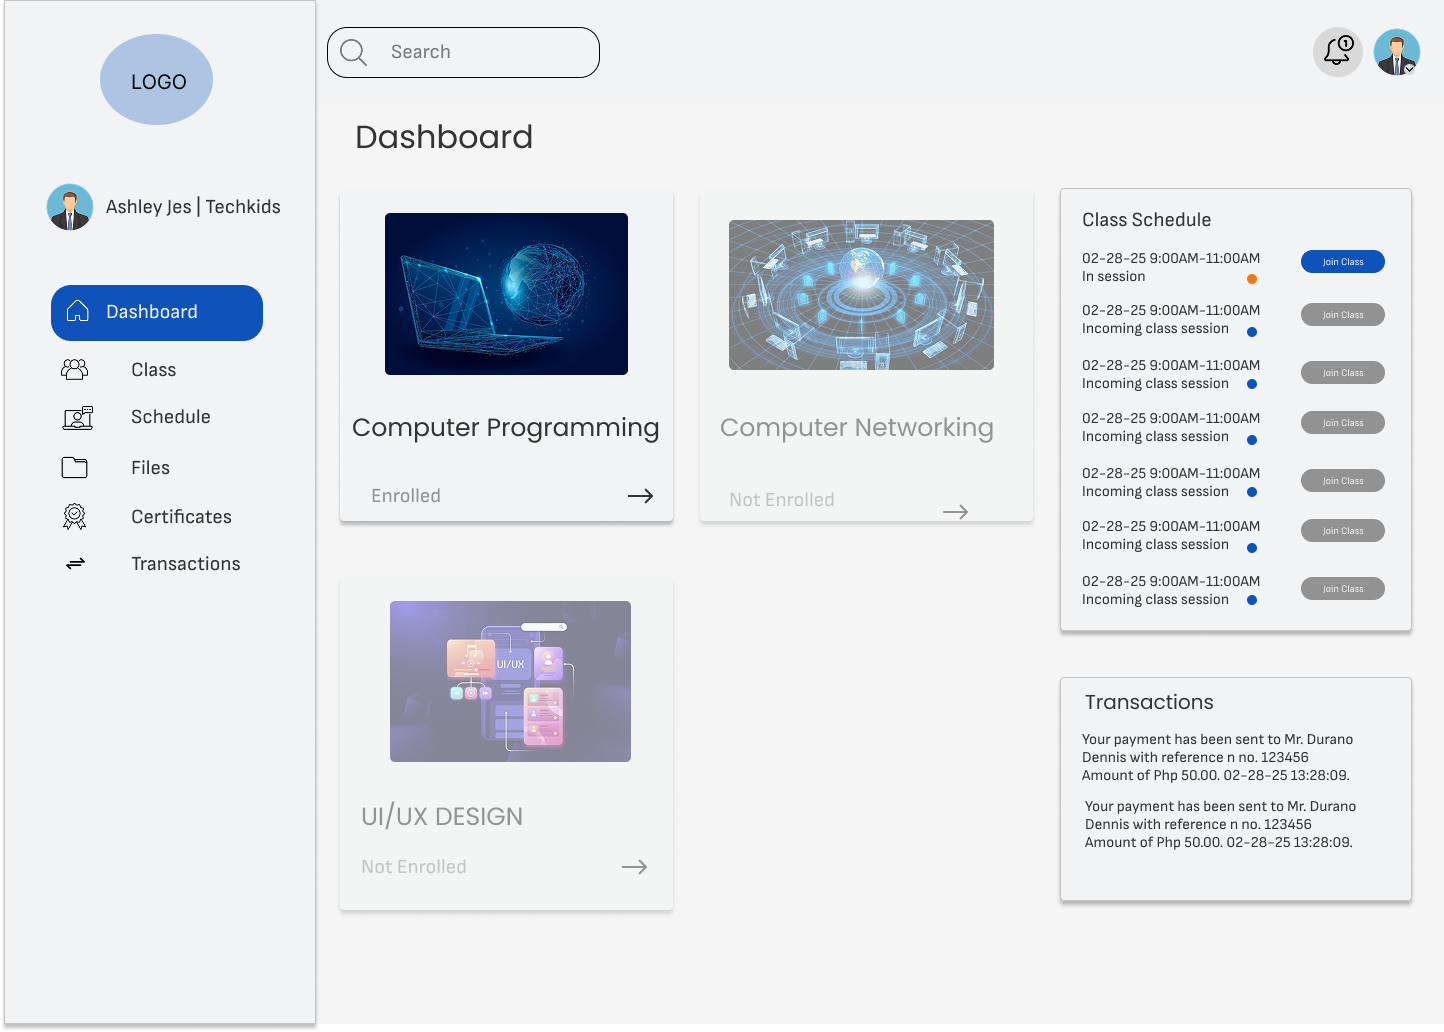 LOGO
Ashley Jes | Techkids
Dashboard
Class
Schedule
Files
Certificates
Transactions
Search
1
Dashboard
Computer Programming
Enrolled
Computer Networking
Not Enrolled
UI/UX
UI/UX DESIGN
Not Enrolled
Class Schedule
02-28-25 9:00AM-11:00AM
In session
Join Class
02-28-25 9:00AM-11:00AM
Incoming class session
Join Class
02-28-25 9:00AM-11:00AM
Incoming class session
Join Class
02-28-25 9:00AM-11:00AM
Incoming class session
Join Class
02-28-25 9:00AM-11:00AM
Incoming class session
Join Class
02-28-25 9:00AM-11:00AM
Incoming class session
Join Class
02-28-25 9:00AM-11:00AM
Incoming class session
Join Class
Transactions
Your payment has been sent to Mr. Durano
Dennis with reference n no. 123456
Amount of Php 50.00. 02-28-25 13:28:09.
Your payment has been sent to Mr. Durano
Dennis with reference n no. 123456
Amount of Php 50.00. 02-28-25 13:28:09.